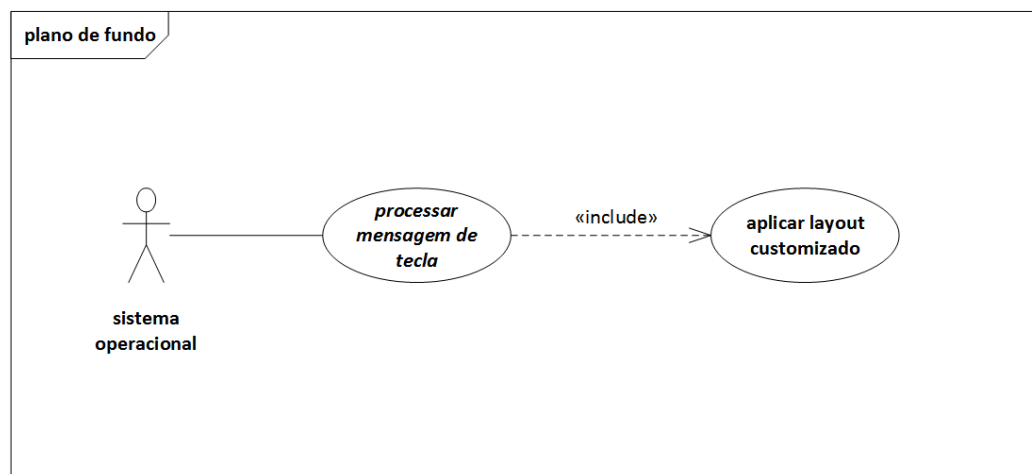 plano de fundo
processar
mensagem de
tecla
«include»
aplicar layout
customizado
sistema
operacional